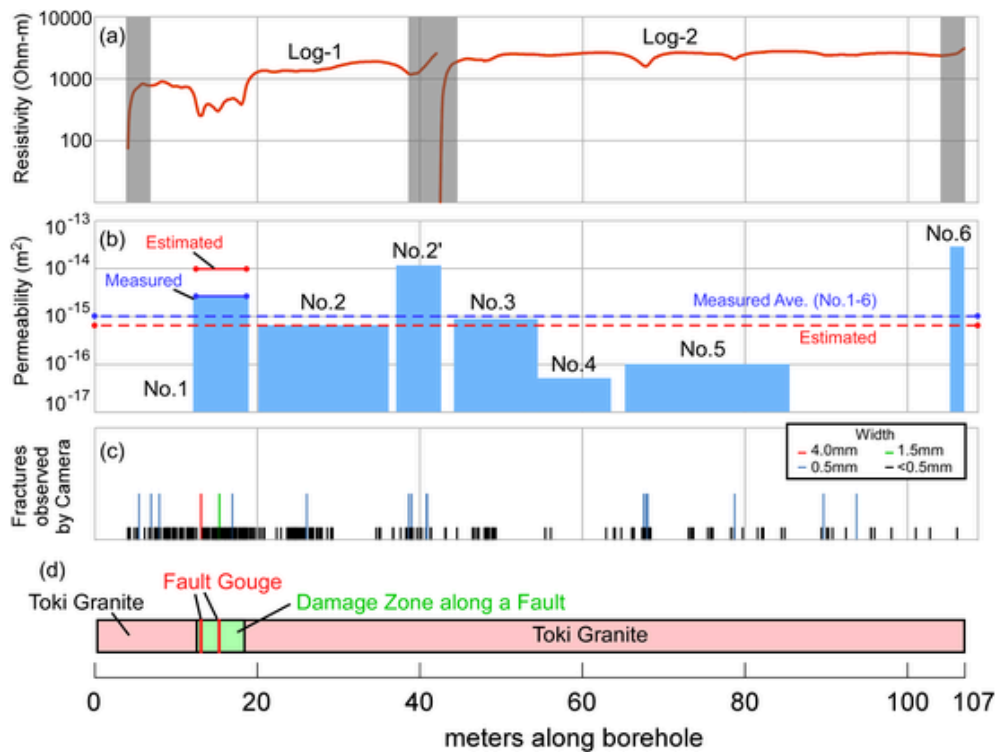 (a)
Resistivity (Ohm-m)
10000
1000
100
Log-1
Log-2
(b)
Permeability (m²)
10⁻¹³
10⁻¹⁴
10⁻¹⁵
10⁻¹⁶
10⁻¹⁷
Estimated
Measured
No.1
No.2
No.2'
No.3
No.4
No.5
No.6
Measured Ave. (No.1-6)
Estimated
(c)
Fractures
observed
by Camera
Width
4.0mm
1.5mm
0.5mm
<0.5mm
(d)
Toki Granite
Fault Gouge
Damage Zone along a Fault
Toki Granite
0 20 40 60 80 100 107
meters along borehole